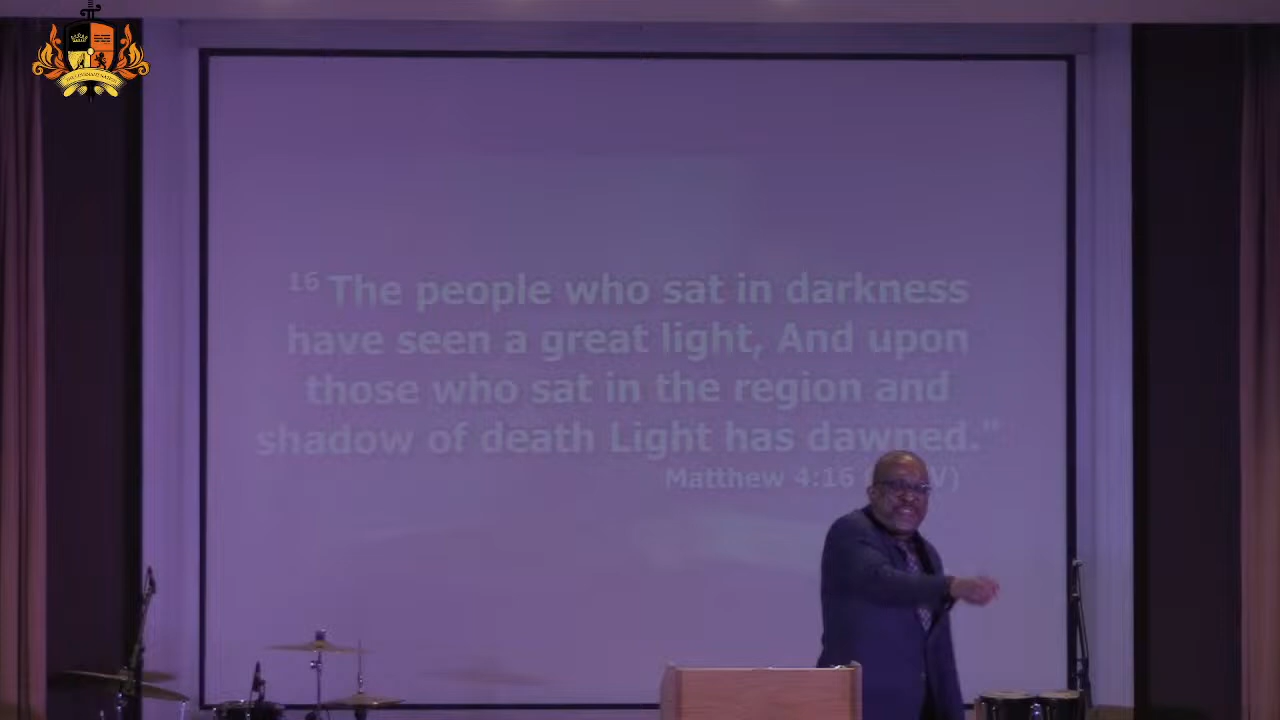 16 The people who sat in darkness
have seen a great light, And upon
those who sat in the region and
shadow of death Light has dawned."
Matthew 4:16